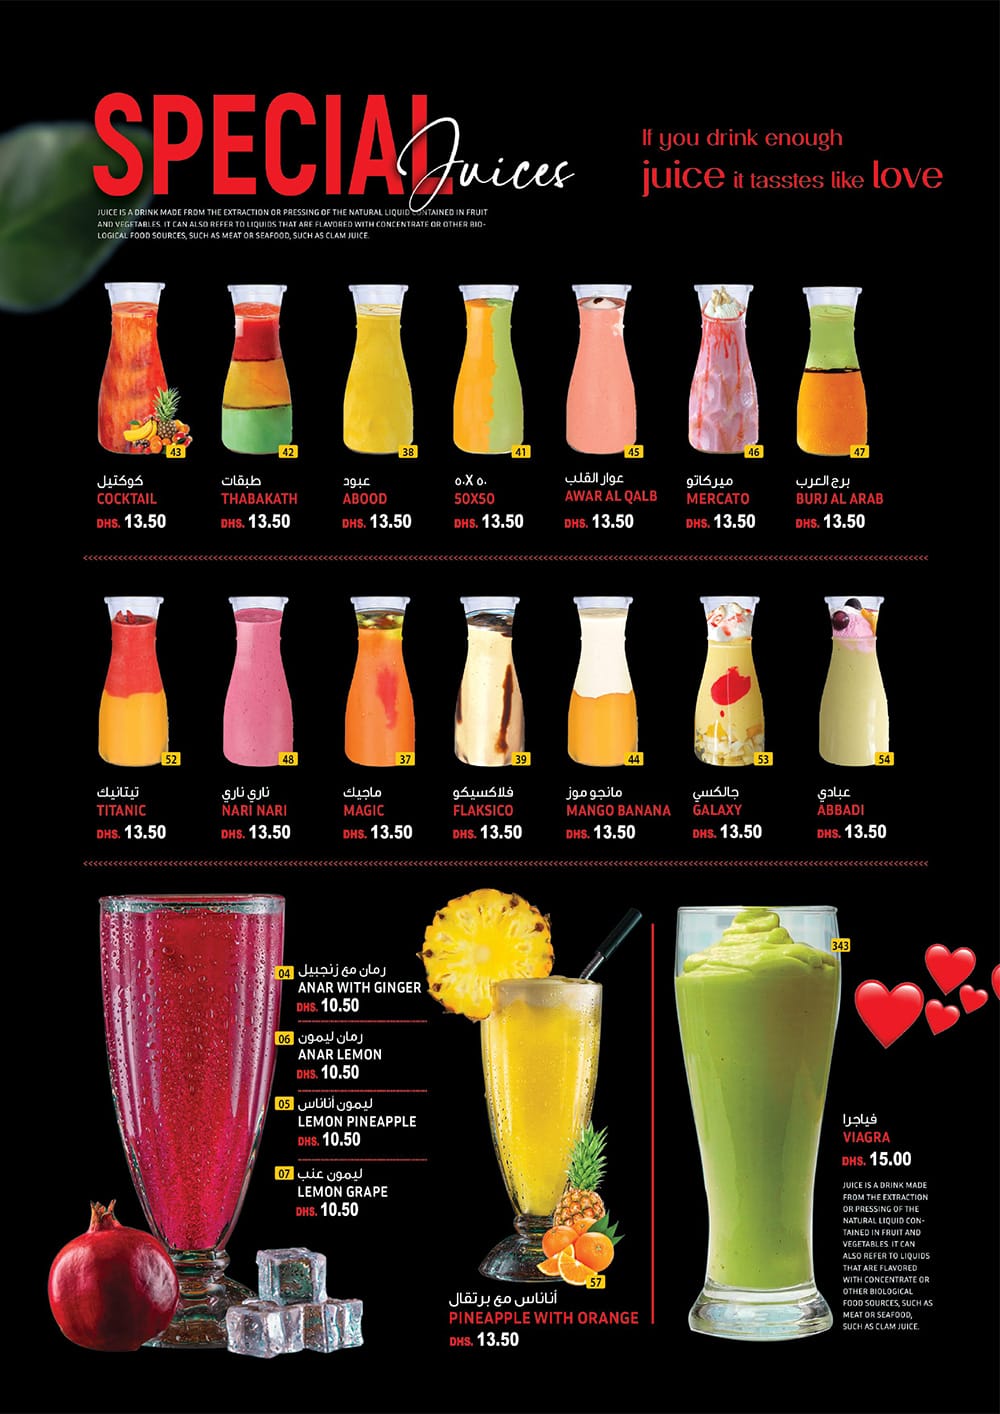 SPECIAL
Juices
If you drink enough
juice it tasstes like love
JUICE IS A DRINK MADE FROM THE EXTRACTION OR PRESSING OF THE NATURAL LIQUID CONTAINED IN FRUIT
AND VEGETABLES. IT CAN ALSO REFER TO LIQUIDS THAT ARE FLAVORED WITH CONCENTRATE OR OTHER BIO-
LOGICAL FOOD SOURCES, SUCH AS MEAT OR SEAFOOD, SUCH AS CLAM JUICE.
43
كوكتيل
COCKTAIL
DHS. 13.50
42
طبقات
THABAKATH
DHS. 13.50
38
عبود
ABOOD
DHS. 13.50
41
٥٠X ٥٠
50X50
DHS. 13.50
45
عوار القلب
AWAR AL QALB
DHS. 13.50
46
ميركاتو
MERCATO
DHS. 13.50
47
برج العرب
BURJ AL ARAB
DHS. 13.50
52
تيتانيك
TITANIC
DHS. 13.50
48
ناري ناري
NARI NARI
DHS. 13.50
37
ماجيك
MAGIC
DHS. 13.50
39
فلاكسيكو
FLAKSICO
DHS. 13.50
44
مانجو موز
MANGO BANANA
DHS. 13.50
53
جالكسي
GALAXY
DHS. 13.50
54
عبادي
ABBADI
DHS. 13.50
04
رمان مع زنجبيل
ANAR WITH GINGER
DHS. 10.50
06
رمان ليمون
ANAR LEMON
DHS. 10.50
05
ليمون أناناس
LEMON PINEAPPLE
DHS. 10.50
07
ليمون عنب
LEMON GRAPE
DHS. 10.50
57
أناناس مع برتقال
PINEAPPLE WITH ORANGE
DHS. 13.50
343
فياجرا
VIAGRA
DHS. 15.00
JUICE IS A DRINK MADE
FROM THE EXTRACTION
OR PRESSING OF THE
NATURAL LIQUID CON-
TAINED IN FRUIT AND
VEGETABLES. IT CAN
ALSO REFER TO LIQUIDS
THAT ARE FLAVORED
WITH CONCENTRATE OR
OTHER BIOLOGICAL
FOOD SOURCES, SUCH AS
MEAT OR SEAFOOD,
SUCH AS CLAM JUICE.